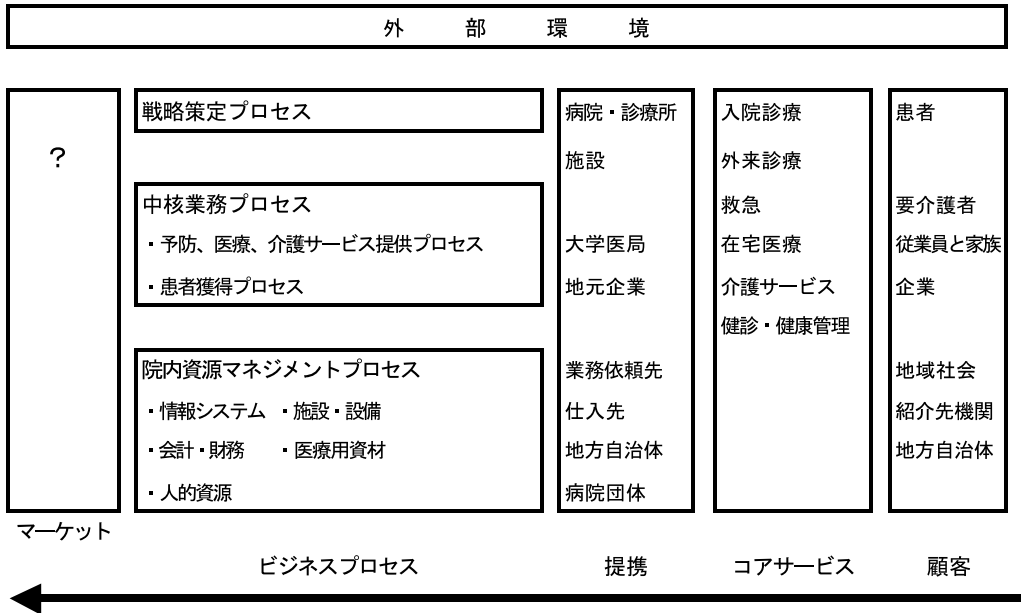 外部環境
?
マーケット
戦略策定プロセス
中核業務プロセス
・予防、医療、介護サービス提供プロセス
・患者獲得プロセス
院内資源マネジメントプロセス
・情報システム ・施設・設備
・会計・財務 ・医療用資材
・人的資源
ビジネスプロセス
病院・診療所
施設
大学医局
地元企業
業務依頼先
仕入先
地方自治体
病院団体
提携
入院診療
外来診療
救急
在宅医療
介護サービス
健診・健康管理
コアサービス
患者
要介護者
従業員と家族
企業
地域社会
紹介先機関
地方自治体
顧客